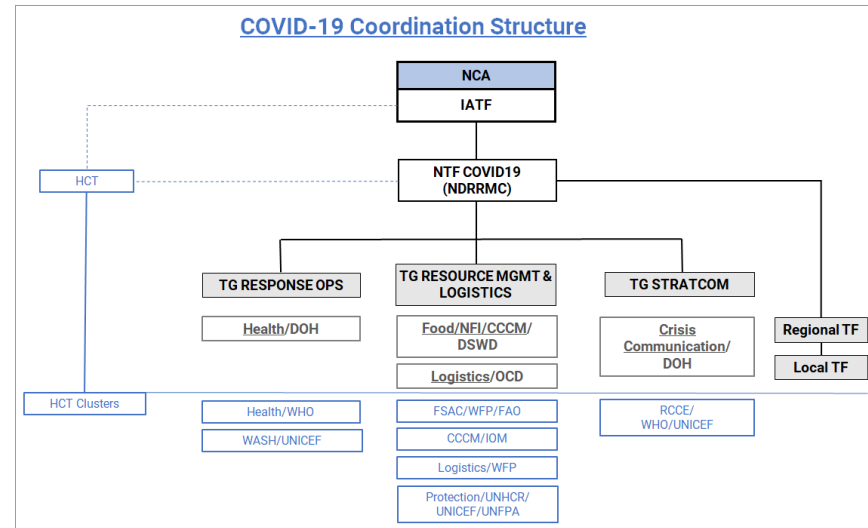 COVID-19 Coordination Structure
NCA
IATF
HCT
NTF COVID19
(NDRRMC)
TG RESPONSE OPS
TG RESOURCE MGMT &
LOGISTICS
TG STRATCOM
Health/DOH
Food/NFI/CCCM/
DSWD
Crisis
Communication/
DOH
Regional TF
Logistics/OCD
Local TF
HCT Clusters
Health/WHO
FSAC/WFP/FAO
RCCE/
WHO/UNICEF
WASH/UNICEF
CCCM/IOM
Logistics/WFP
Protection/UNHCR/
UNICEF/UNFPA